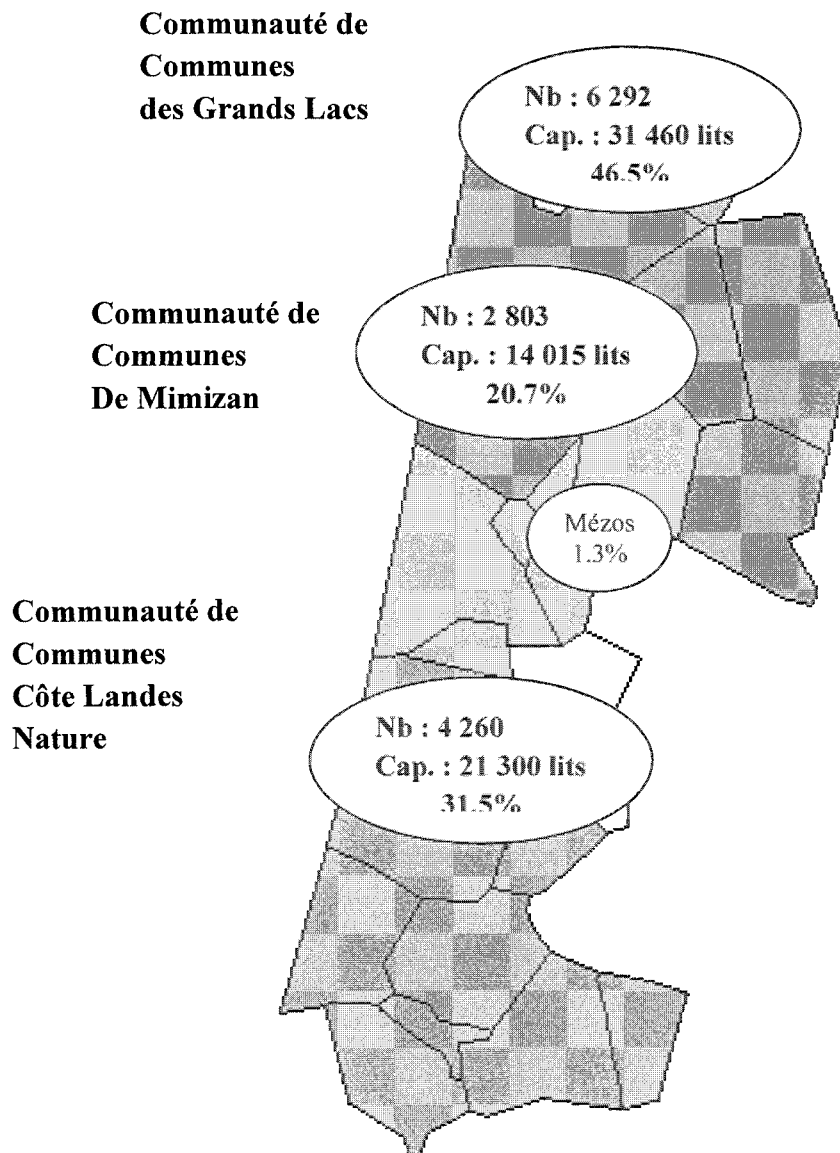 Communauté de
Communes
des Grands Lacs
Nb : 6 292
Cap. : 31 460 lits
46.5%
Communauté de
Communes
De Mimizan
Nb : 2 803
Cap. : 14 015 lits
20.7%
Mézos
1.3%
Communauté de
Communes
Côte Landes
Nature
Nb : 4 260
Cap. : 21 300 lits
31.5%